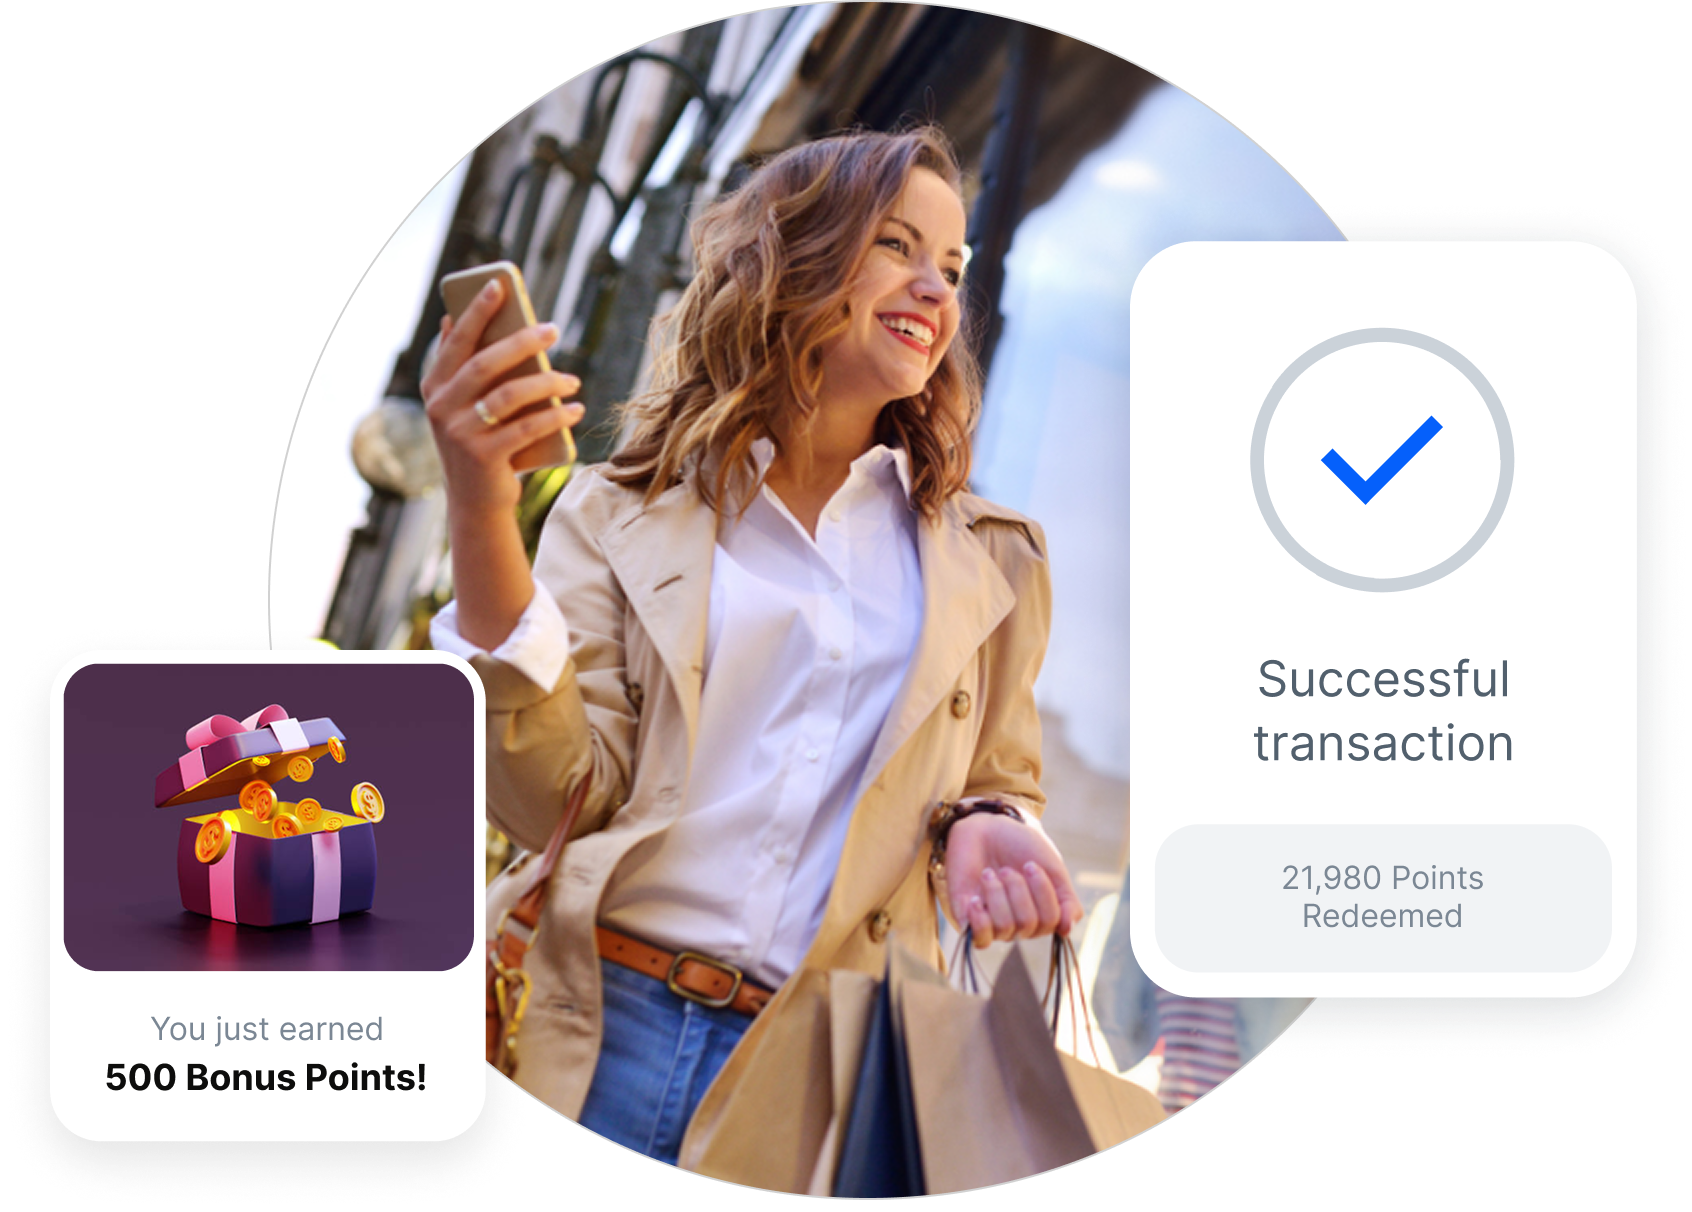 Successful
transaction
21,980 Points
Redeemed
You just earned
500 Bonus Points!